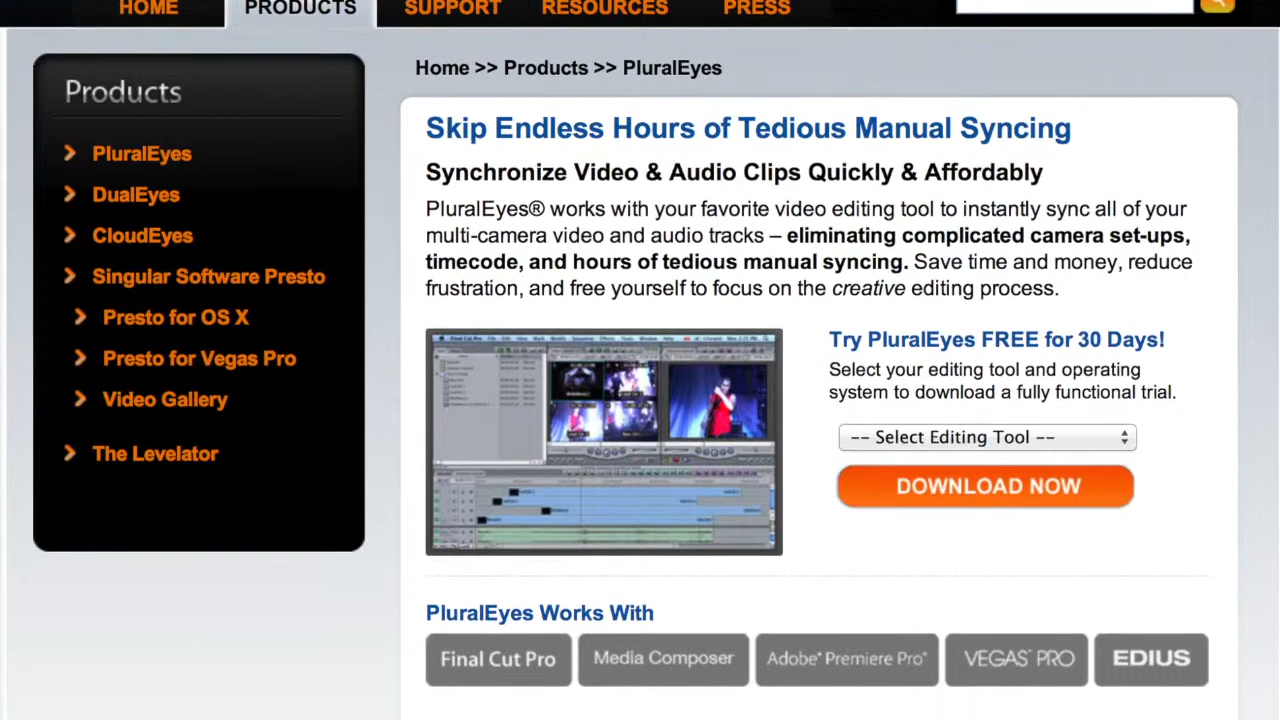 HOME PRODUCTS SUPPORT RESOURCES PRESS
Products
PluralEyes
DualEyes
CloudEyes
Singular Software Presto
Presto for OS X
Presto for Vegas Pro
Video Gallery
The Levelator
Home >> Products >> PluralEyes
Skip Endless Hours of Tedious Manual Syncing
Synchronize Video & Audio Clips Quickly & Affordably
PluralEyes® works with your favorite video editing tool to instantly sync all of your
multi-camera video and audio tracks – eliminating complicated camera set-ups,
timecode, and hours of tedious manual syncing. Save time and money, reduce
frustration, and free yourself to focus on the creative editing process.
Try PluralEyes FREE for 30 Days!
Select your editing tool and operating
system to download a fully functional trial.
-- Select Editing Tool --
DOWNLOAD NOW
PluralEyes Works With
Final Cut Pro Media Composer Adobe® Premiere Pro® VEGAS™ PRO EDIUS